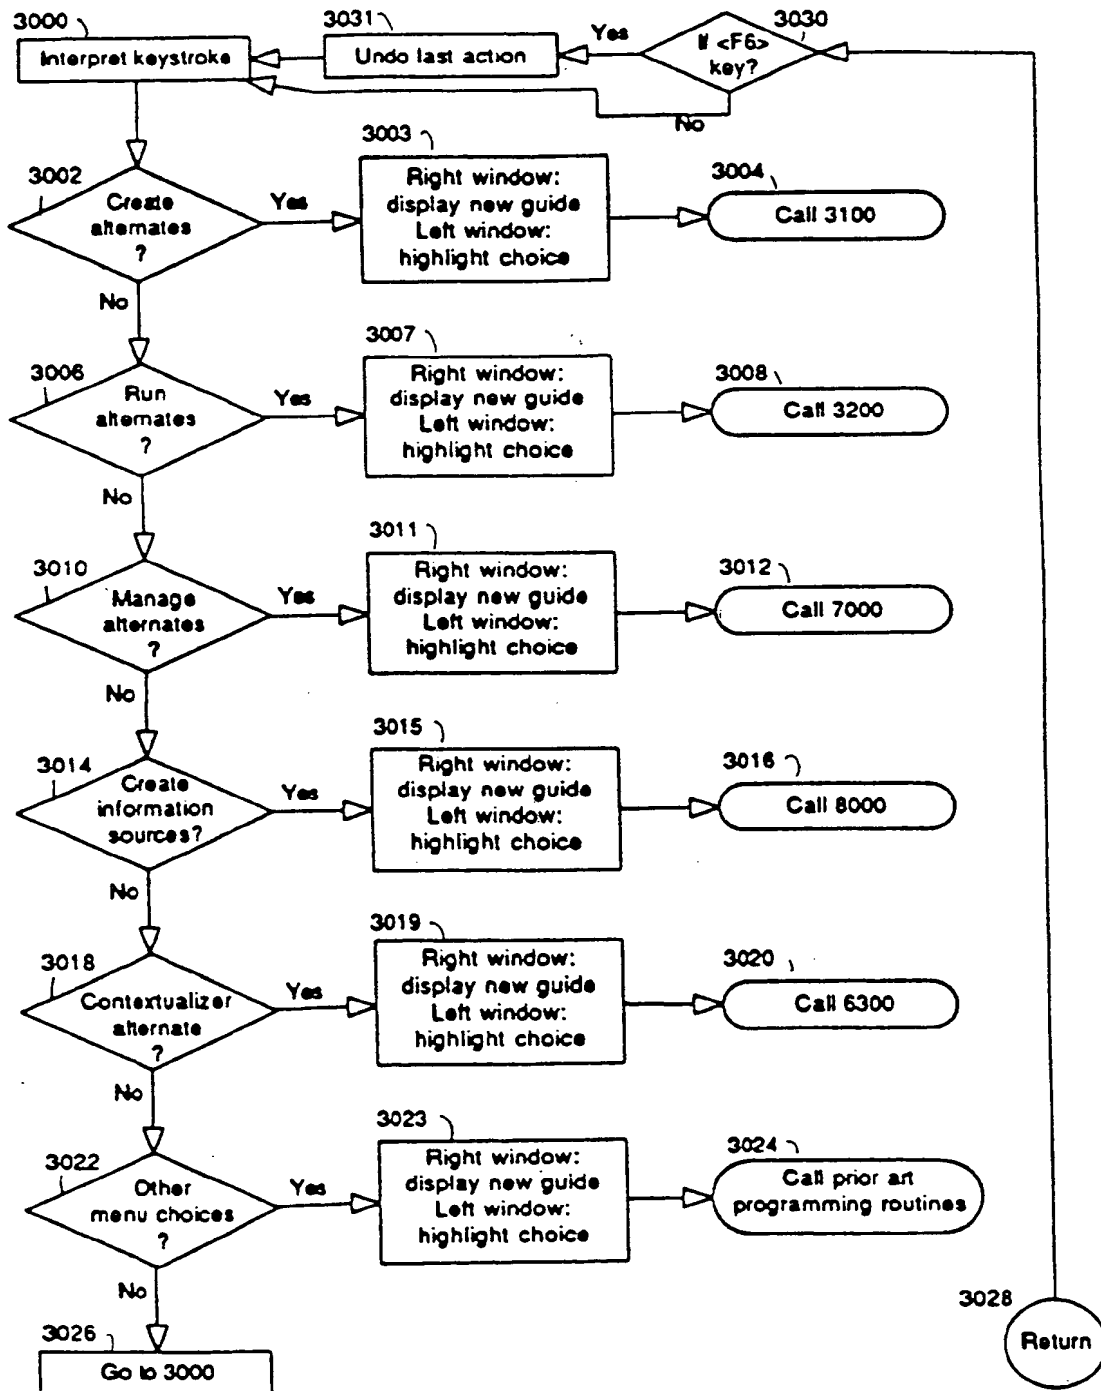 3000
3031
3030
Interpret keystroke
Undo last action
Yes
If <F6>
key?
No
3003
3002
Create
alternates
?
Yes
Right window:
display new guide
Left window:
highlight choice
3004
Call 3100
No
3007
3006
Run
alternates
?
Yes
Right window:
display new guide
Left window:
highlight choice
3008
Call 3200
No
3011
3010
Manage
alternates
?
Yes
Right window:
display new guide
Left window:
highlight choice
3012
Call 7000
No
3015
3014
Create
information
sources?
Yes
Right window:
display new guide
Left window:
highlight choice
3016
Call 8000
No
3019
3018
Contextualizer
alternate
?
Yes
Right window:
display new guide
Left window:
highlight choice
3020
Call 6300
No
3023
3022
Other
menu choices
?
Yes
Right window:
display new guide
Left window:
highlight choice
3024
Call prior art
programming routines
No
3026
Go to 3000
3028
Return